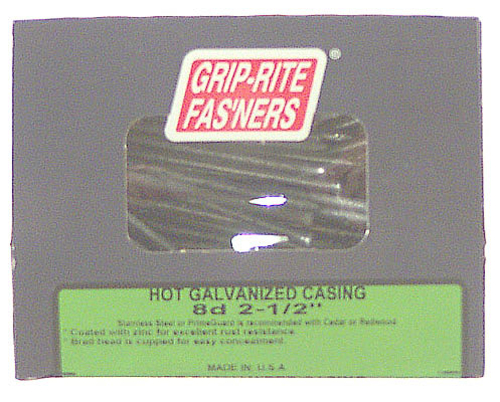 GRIP-RITE®
FAS'NERS
HOT GALVANIZED CASING
8d 2-1/2"
Stainless Steel or PrimeGuard is recommended with Cedar or Redwood
* Coated with zinc for excellent rust resistance.
* Brad head is cupped for easy concealment.
MADE IN U.S.A.